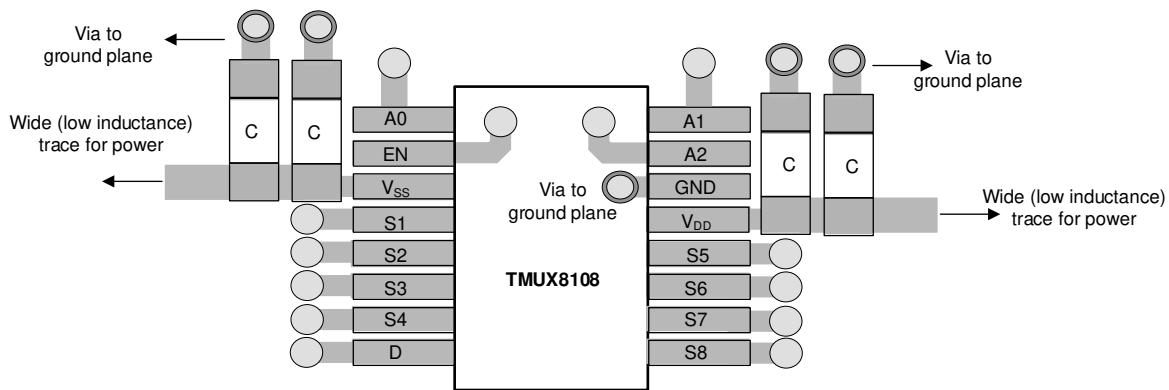 Via to
ground plane
Wide (low inductance)
trace for power
C
C
A0
EN
VSS
S1
S2
S3
S4
D
Via to
ground plane
TMUX8108
A1
A2
GND
VDD
S5
S6
S7
S8
C
C
Via to
ground plane
Wide (low inductance)
trace for power